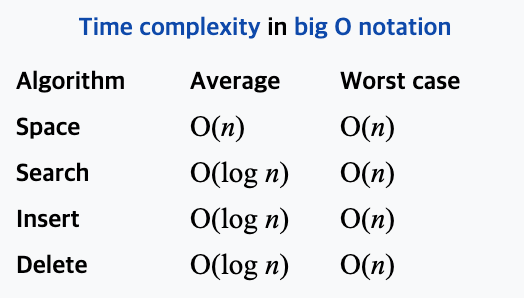 Time complexity in big O notation
Algorithm Average Worst case
Space O(n) O(n)
Search O(log n) O(n)
Insert O(log n) O(n)
Delete O(log n) O(n)